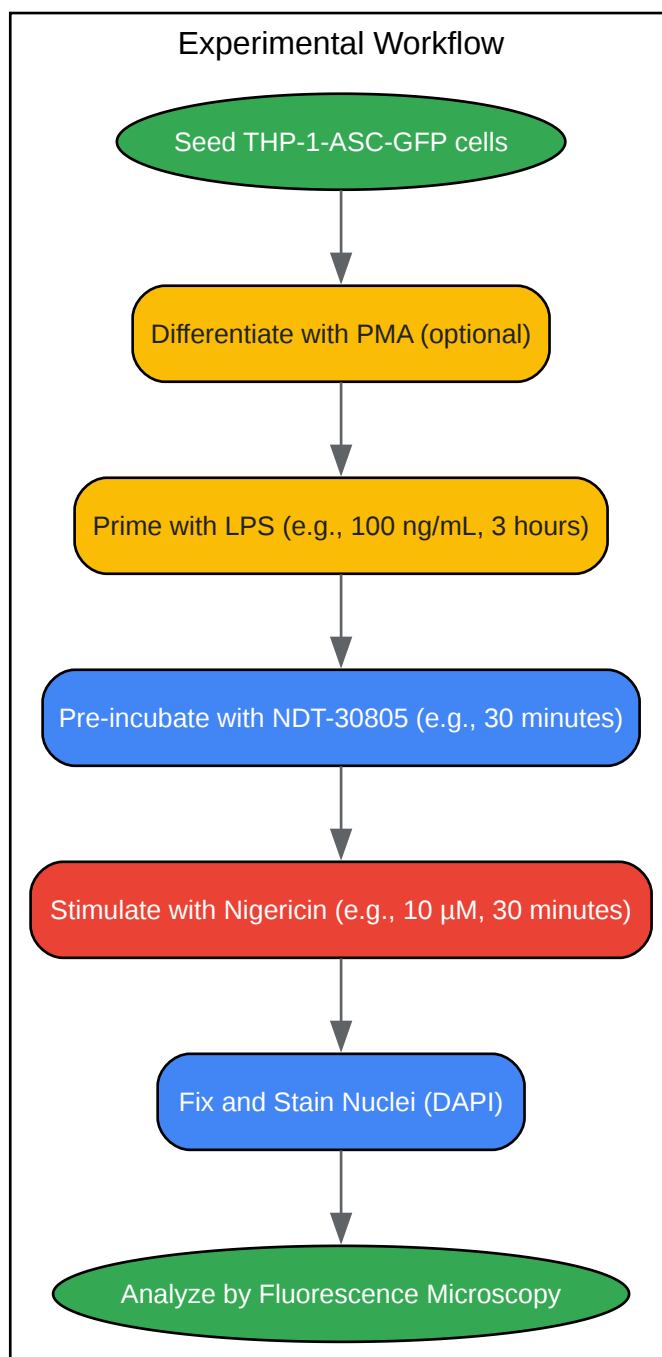 Experimental Workflow
Seed THP-1-ASC-GFP cells
Differentiate with PMA (optional)
Prime with LPS (e.g., 100 ng/mL, 3 hours)
Pre-incubate with NDT-30805 (e.g., 30 minutes)
Stimulate with Nigericin (e.g., 10 µM, 30 minutes)
Fix and Stain Nuclei (DAPI)
Analyze by Fluorescence Microscopy